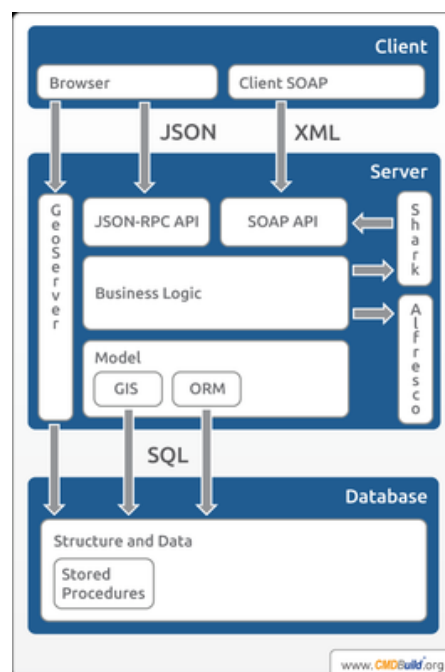 Client
Browser
Client SOAP
JSON
XML
Server
GeoServer
JSON-RPC API
SOAP API
Shark
Business Logic
Alfresco
Model
GIS
ORM
SQL
Database
Structure and Data
Stored
Procedures
www.CMDBuild.org